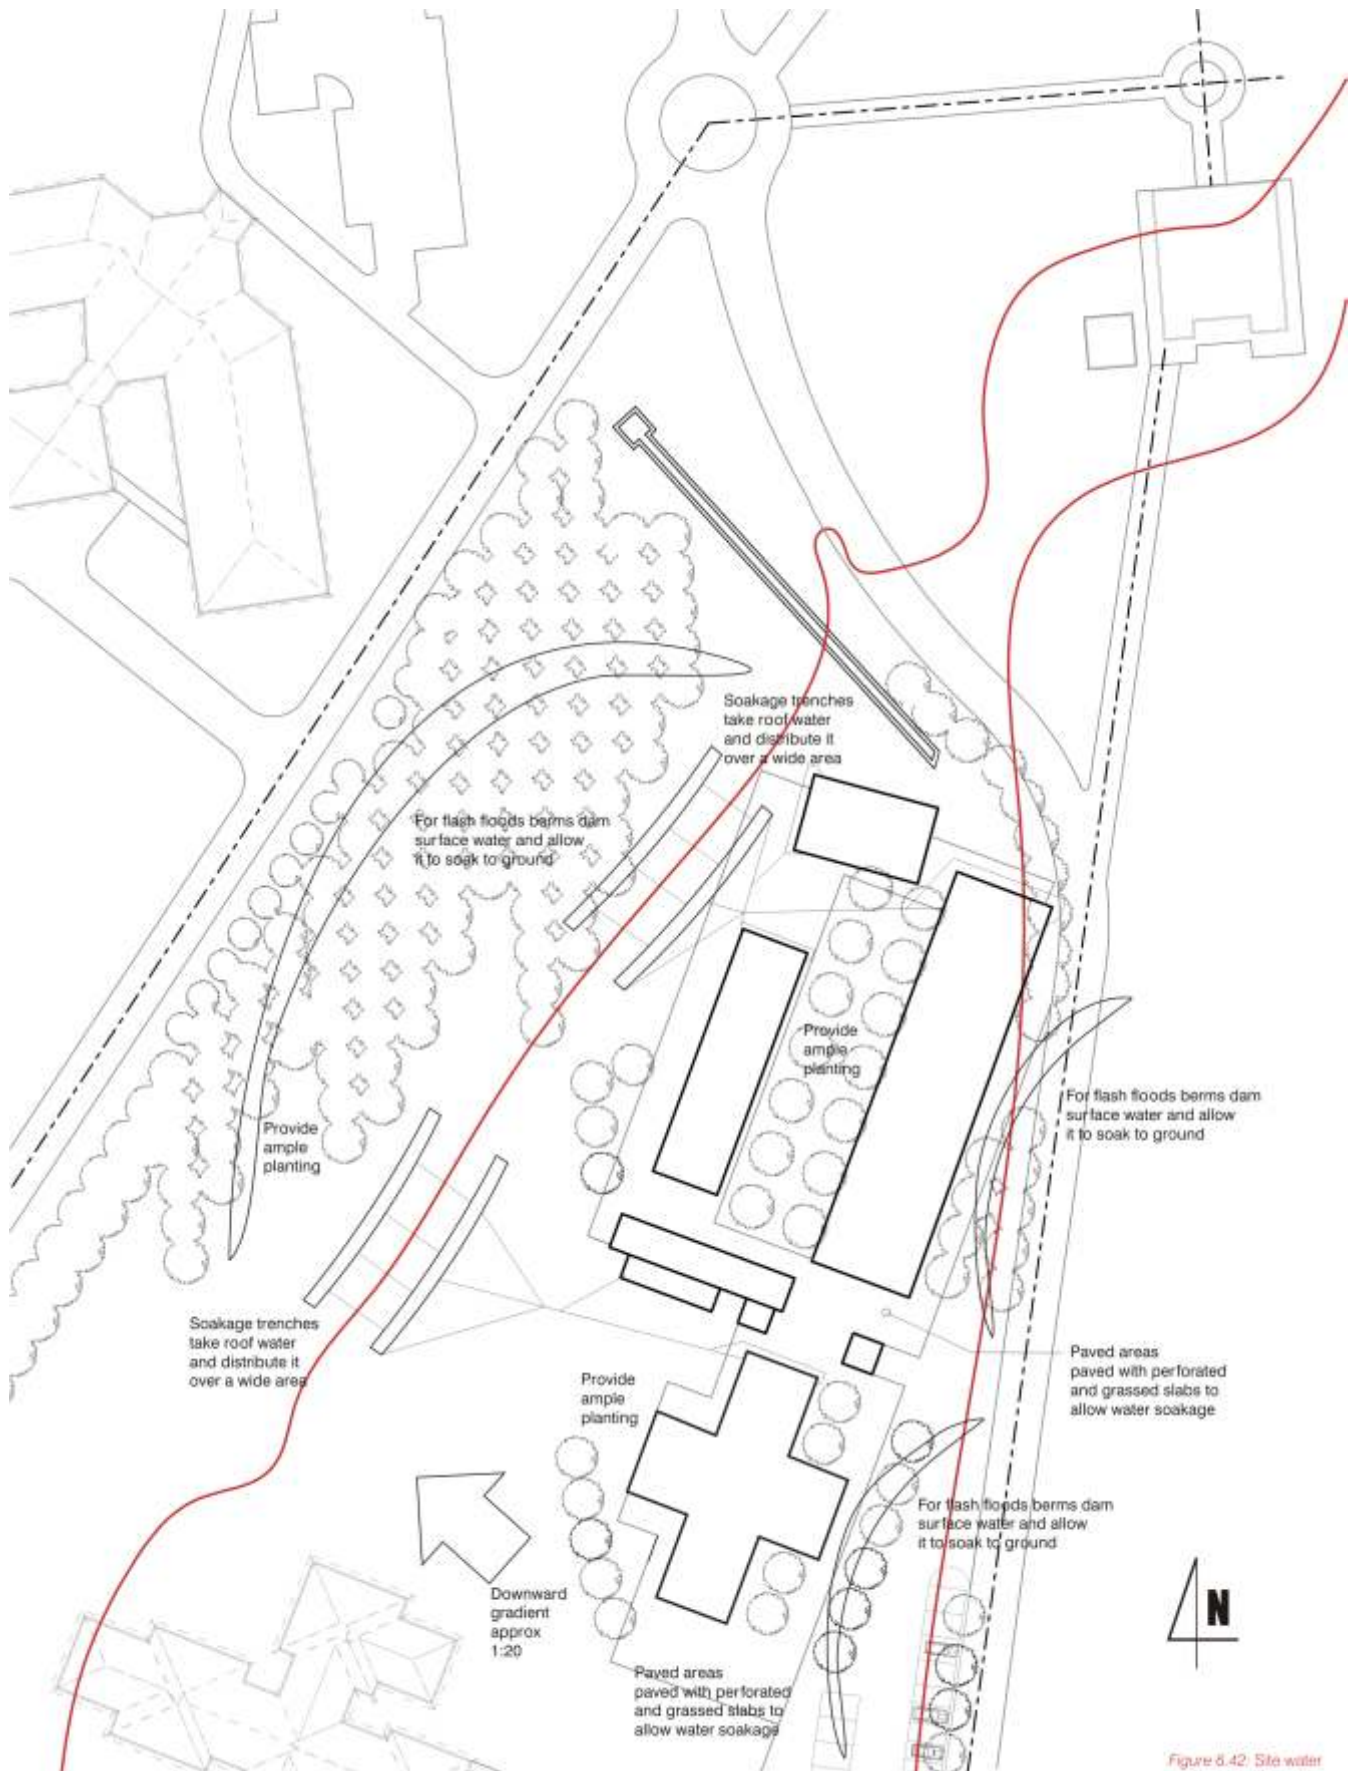 Soakage trenches
take roof water
and distribute it
over a wide area
For flash floods berms dam
surface water and allow
it to soak to ground
Provide
ample
planting
For flash floods berms dam
surface water and allow
it to soak to ground
Provide
ample
planting
Soakage trenches
take roof water
and distribute it
over a wide area
Paved areas
paved with perforated
and grassed slabs to
allow water soakage
Provide
ample
planting
For flash floods berms dam
surface water and allow
it to soak to ground
Downward
gradient
approx
1:20
N
Paved areas
paved with perforated
and grassed slabs to
allow water soakage
Figure 6.42: Site water